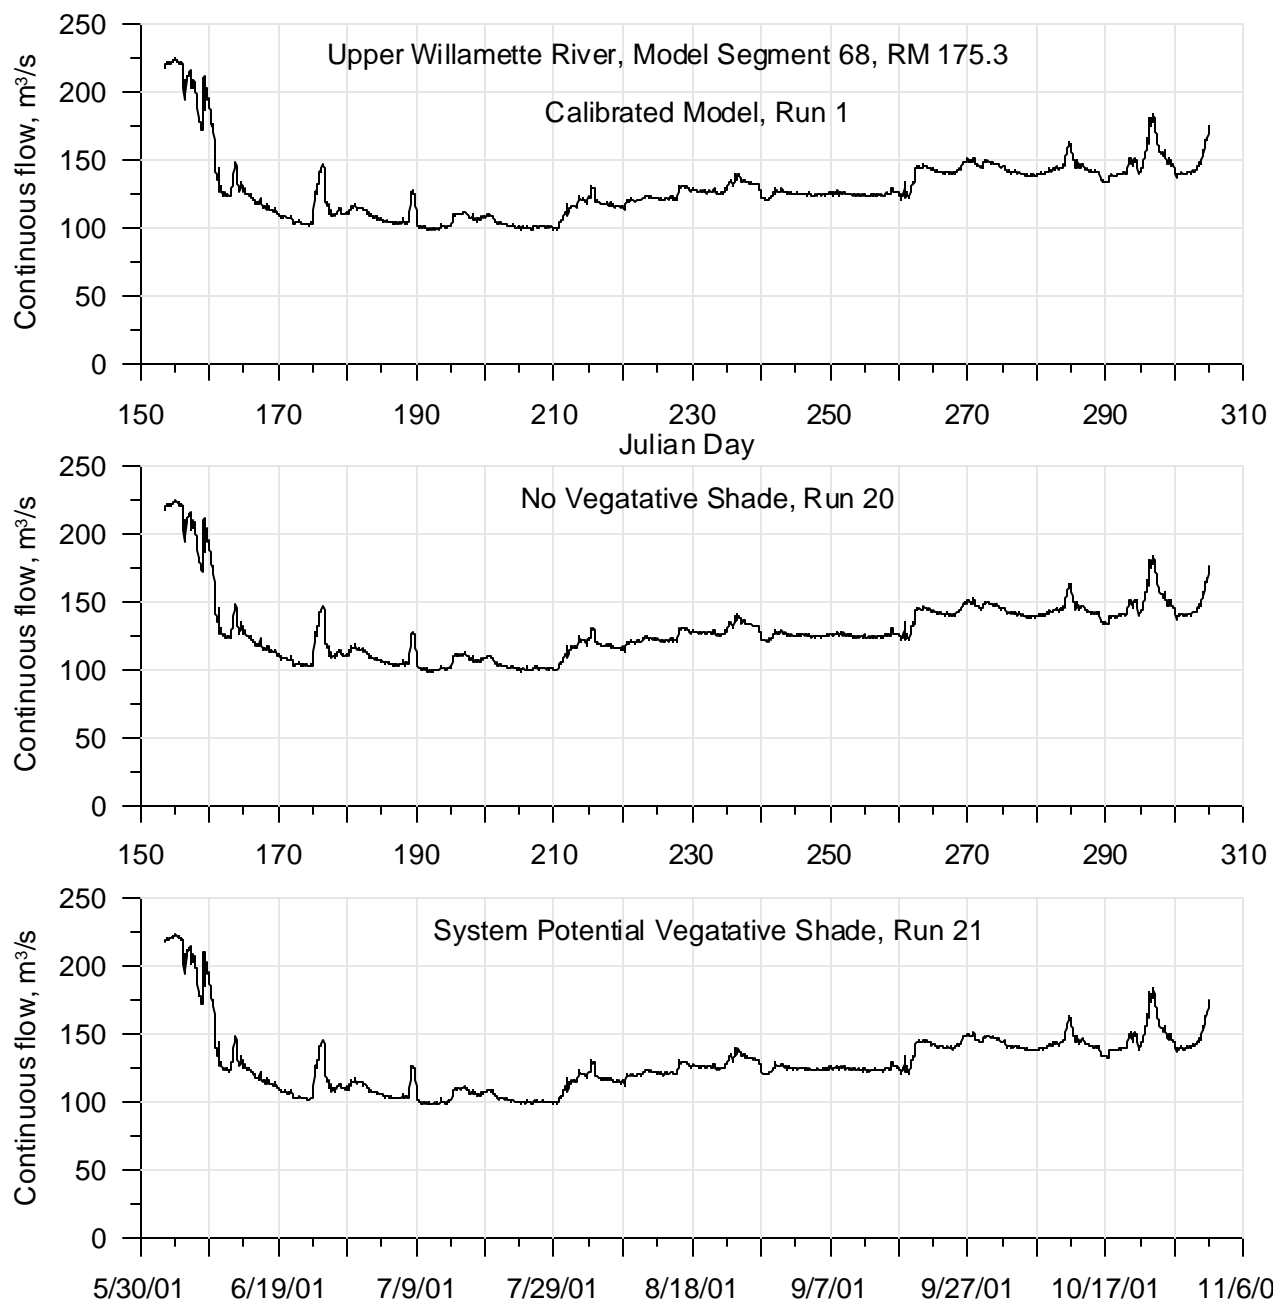 Upper Willamette River, Model Segment 68, RM 175.3
Calibrated Model, Run 1
Continuous flow, m³/s
250
200
150
100
50
0
150 170 190 210 230 250 270 290 310
Julian Day
No Vegatative Shade, Run 20
Continuous flow, m³/s
250
200
150
100
50
0
150 170 190 210 230 250 270 290 310
System Potential Vegatative Shade, Run 21
Continuous flow, m³/s
250
200
150
100
50
0
5/30/01 6/19/01 7/9/01 7/29/01 8/18/01 9/7/01 9/27/01 10/17/01 11/6/0